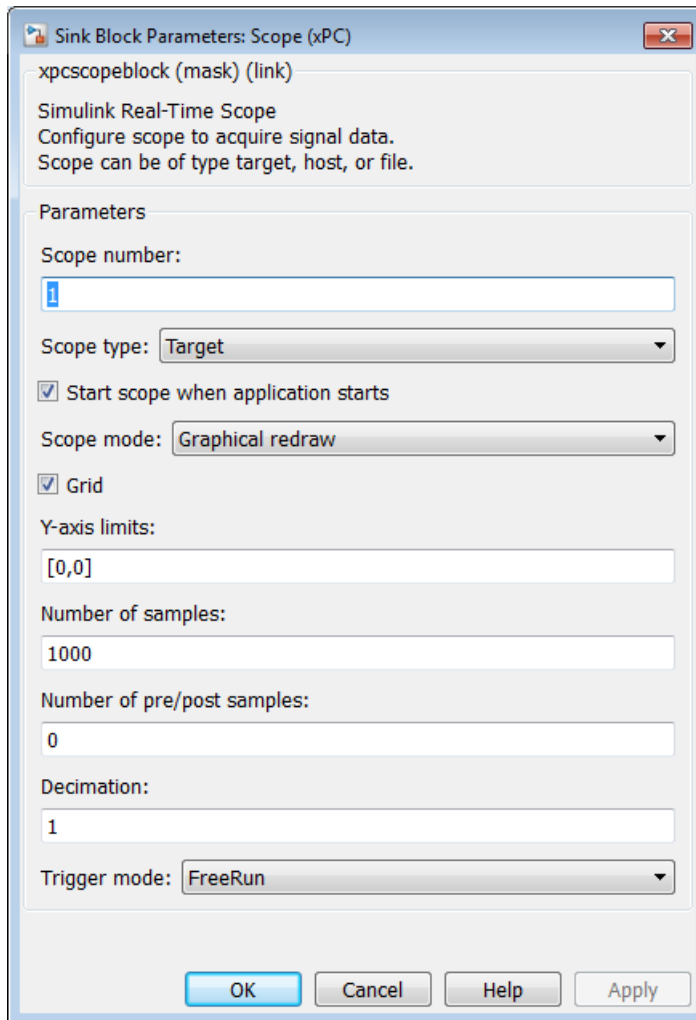 Sink Block Parameters: Scope (xPC)
xpcscopeblock (mask) (link)
Simulink Real-Time Scope
Configure scope to acquire signal data.
Scope can be of type target, host, or file.
Parameters
Scope number:
1
Scope type: Target
Start scope when application starts
Scope mode: Graphical redraw
Grid
Y-axis limits:
[0,0]
Number of samples:
1000
Number of pre/post samples:
0
Decimation:
1
Trigger mode: FreeRun
OK Cancel Help Apply